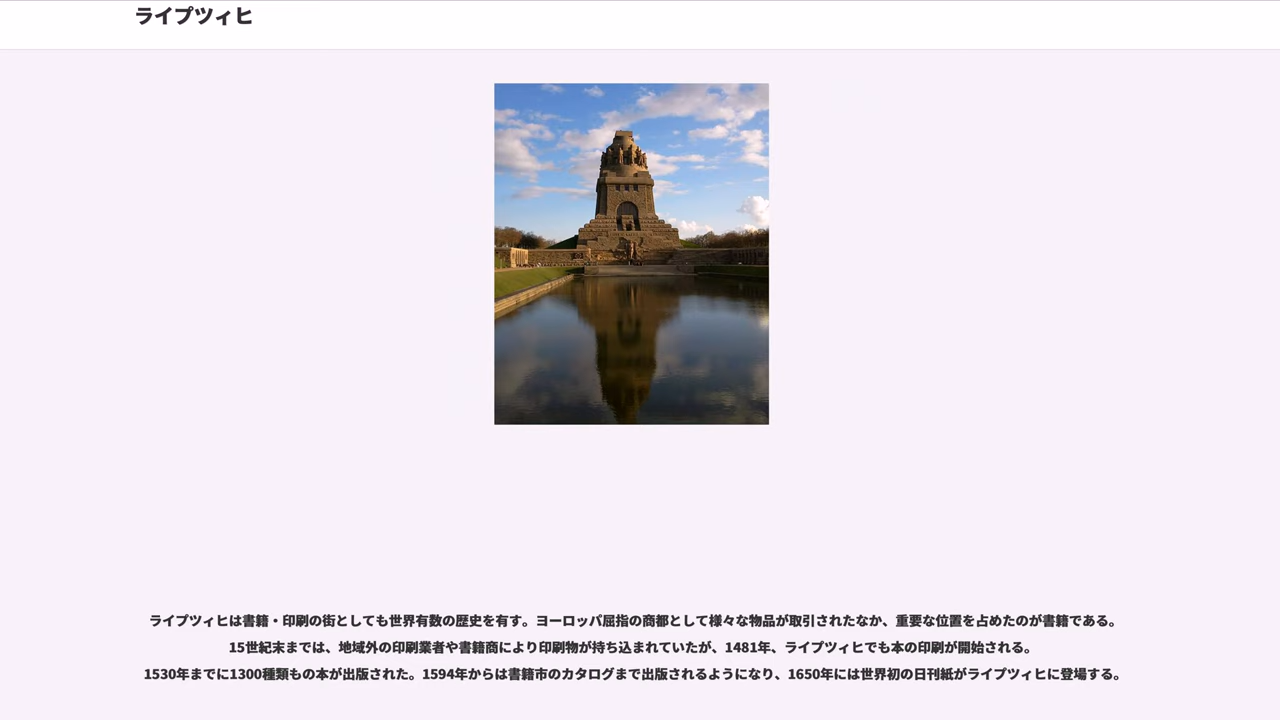 ライプツィヒ
ライプツィヒは書籍・印刷の街としても世界有数の歴史を有す。ヨーロッパ屈指の商都として様々な物品が取引されたなか、重要な位置を占めたのが書籍である。
15世紀末までは、地域外の印刷業者や書籍商により印刷物が持ち込まれていたが、1481年、ライプツィヒでも本の印刷が開始される。
1530年までに1300種類もの本が出版された。1594年からは書籍市のカタログまで出版されるようになり、1650年には世界初の日刊紙がライプツィヒに登場する。